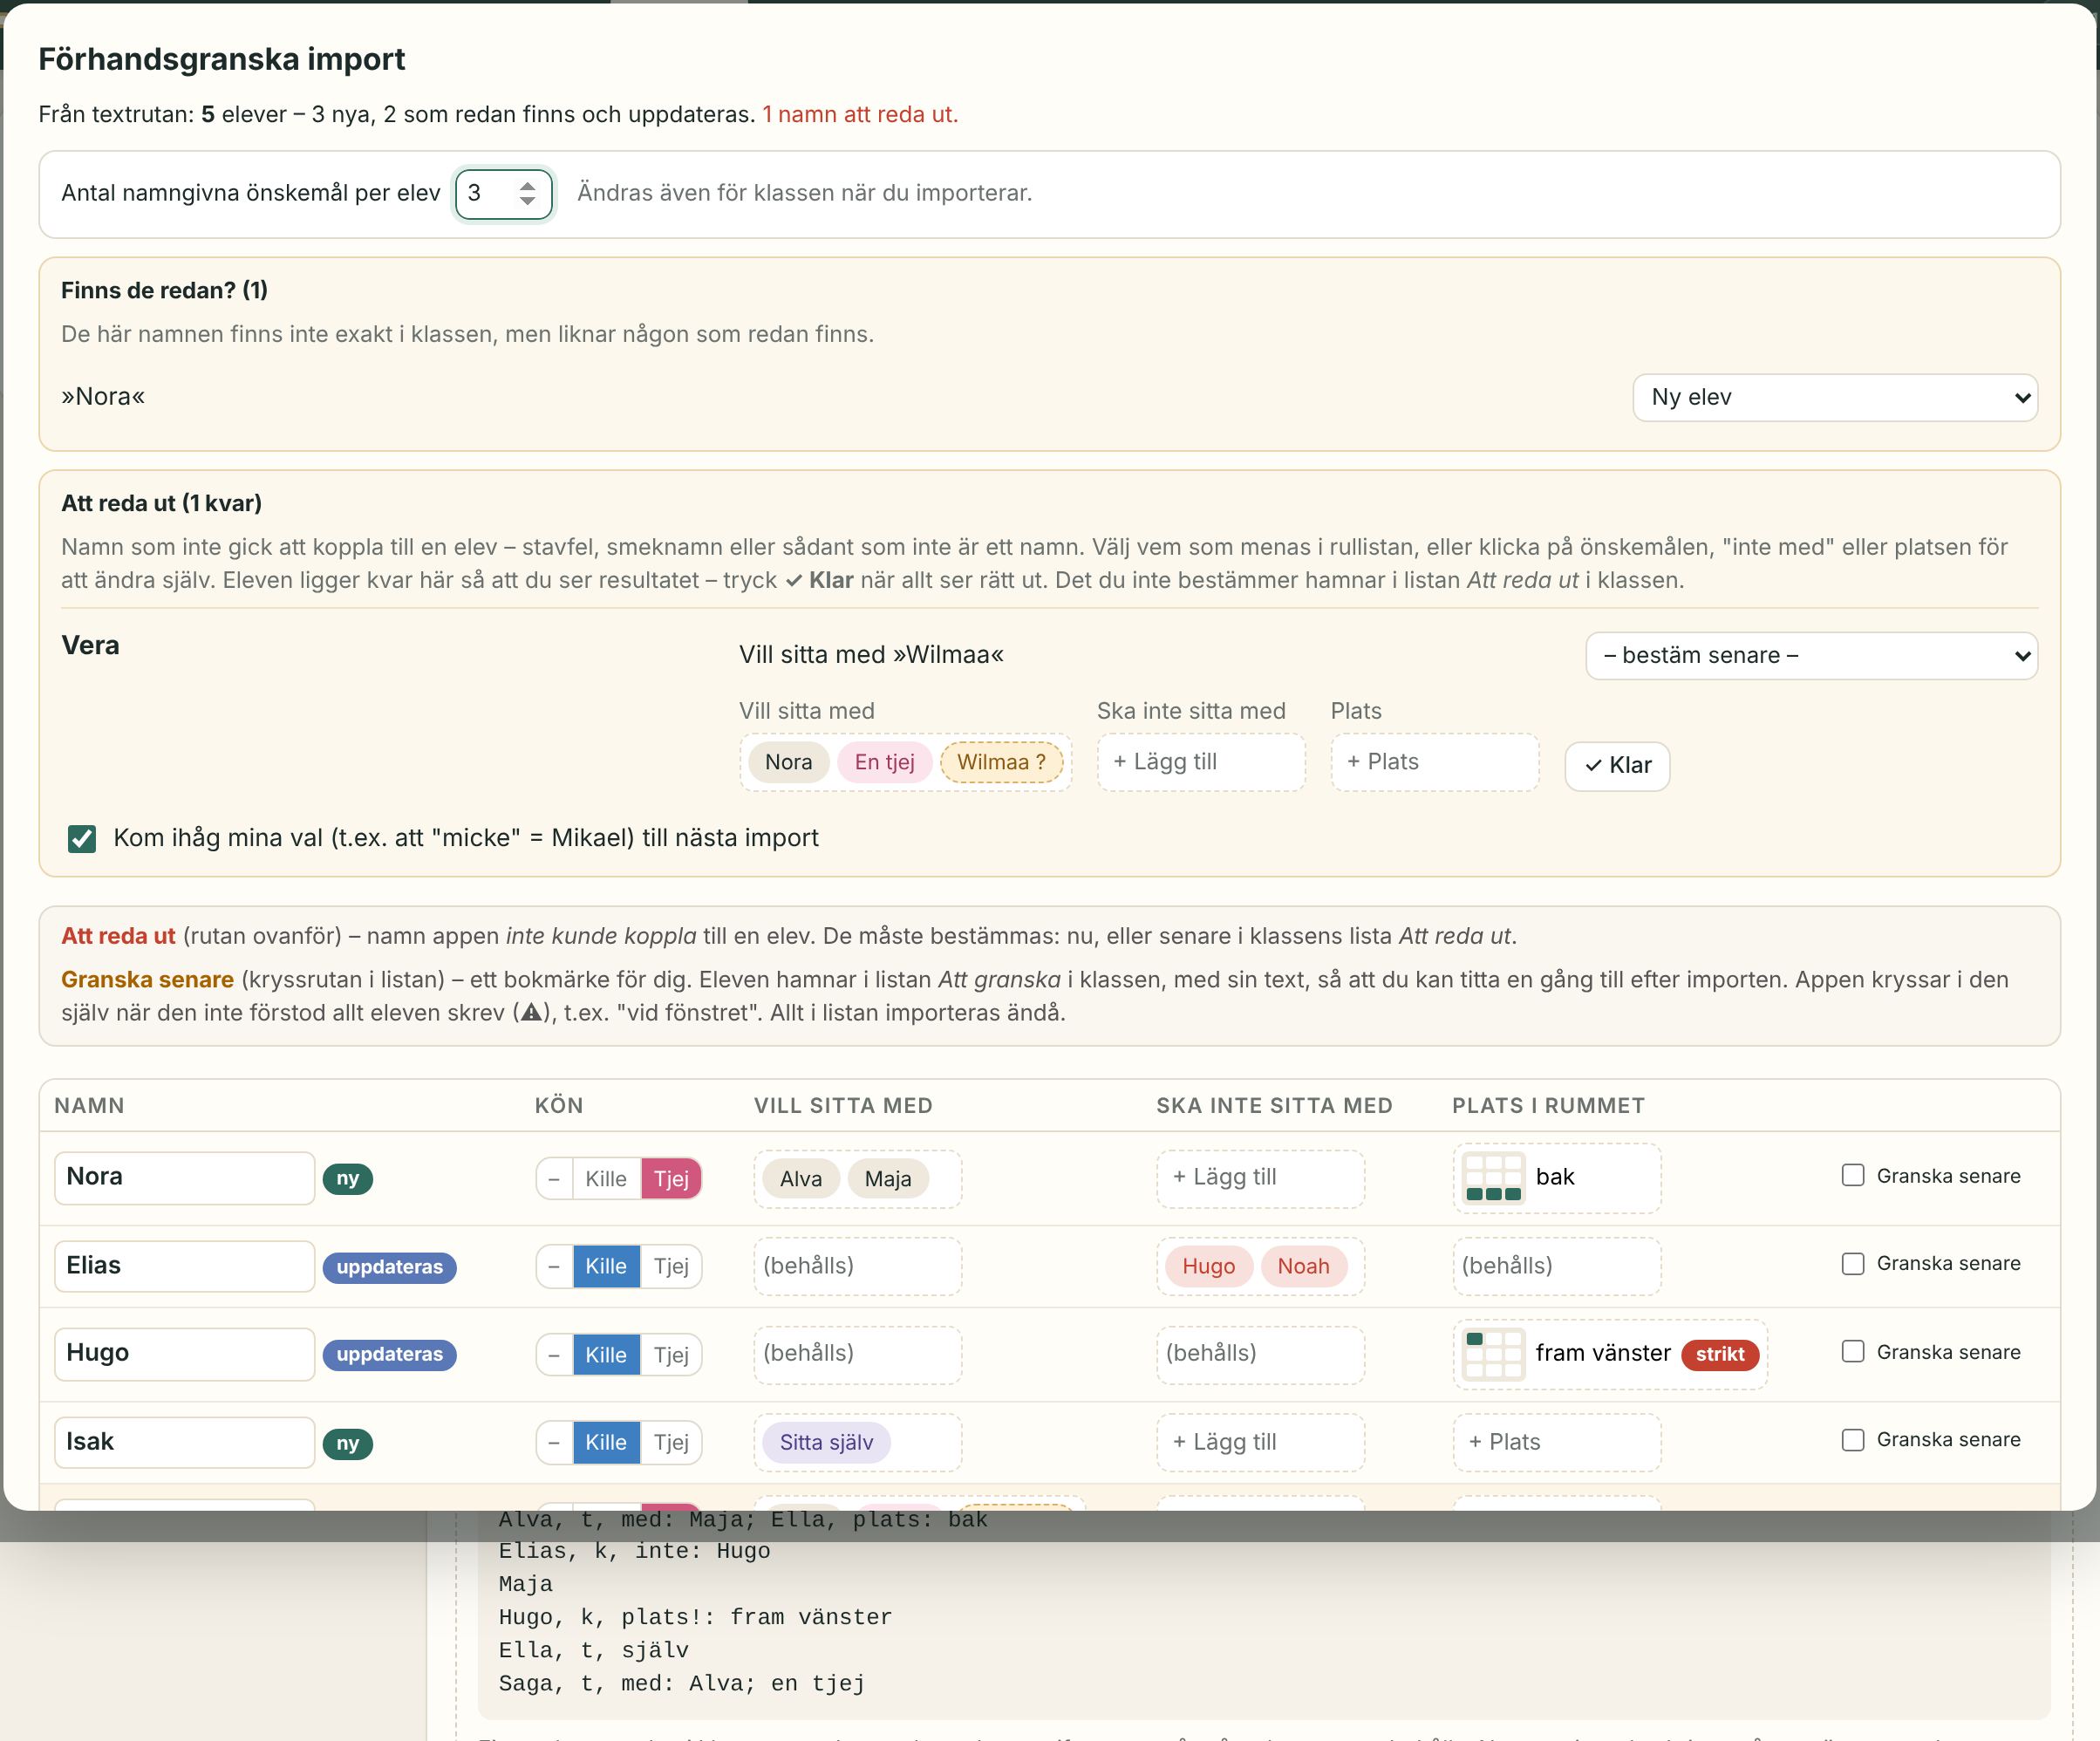 Förhandsgranska import
Från textrutan: 5 elever – 3 nya, 2 som redan finns och uppdateras. 1 namn att reda ut.
Antal namngivna önskemål per elev 3 Ändras även för klassen när du importerar.
Finns de redan? (1)
De här namnen finns inte exakt i klassen, men liknar någon som redan finns.
»Nora« Ny elev
Att reda ut (1 kvar)
Namn som inte gick att koppla till en elev – stavfel, smeknamn eller sådant som inte är ett namn. Välj vem som menas i rullistan, eller klicka på önskemålen, "inte med" eller platsen för
att ändra själv. Eleven ligger kvar här så att du ser resultatet – tryck ✓ Klar när allt ser rätt ut. Det du inte bestämmer hamnar i listan Att reda ut i klassen.
Vera Vill sitta med »Wilmaa« – bestäm senare –
Vill sitta med Ska inte sitta med Plats
Nora En tjej Wilmaa ? + Lägg till + Plats ✓ Klar
Kom ihåg mina val (t.ex. att "micke" = Mikael) till nästa import
Att reda ut (rutan ovanför) – namn appen inte kunde koppla till en elev. De måste bestämmas: nu, eller senare i klassens lista Att reda ut.
Granska senare (kryssrutan i listan) – ett bokmärke för dig. Eleven hamnar i listan Att granska i klassen, med sin text, så att du kan titta en gång till efter importen. Appen kryssar i den
själv när den inte förstod allt eleven skrev (⚠), t.ex. "vid fönstret". Allt i listan importeras ändå.
NAMN KÖN VILL SITTA MED SKA INTE SITTA MED PLATS I RUMMET
Nora ny – Kille Tjej Alva Maja + Lägg till bak Granska senare
Elias uppdateras – Kille Tjej (behålls) Hugo Noah (behålls) Granska senare
Hugo uppdateras – Kille Tjej (behålls) (behålls) fram vänster strikt Granska senare
Isak ny – Kille Tjej Sitta själv + Lägg till + Plats Granska senare
Alva, t, med: Maja; Ella, plats: bak
Elias, k, inte: Hugo
Maja
Hugo, k, plats!: fram vänster
Ella, t, själv
Saga, t, med: Alva; en tjej